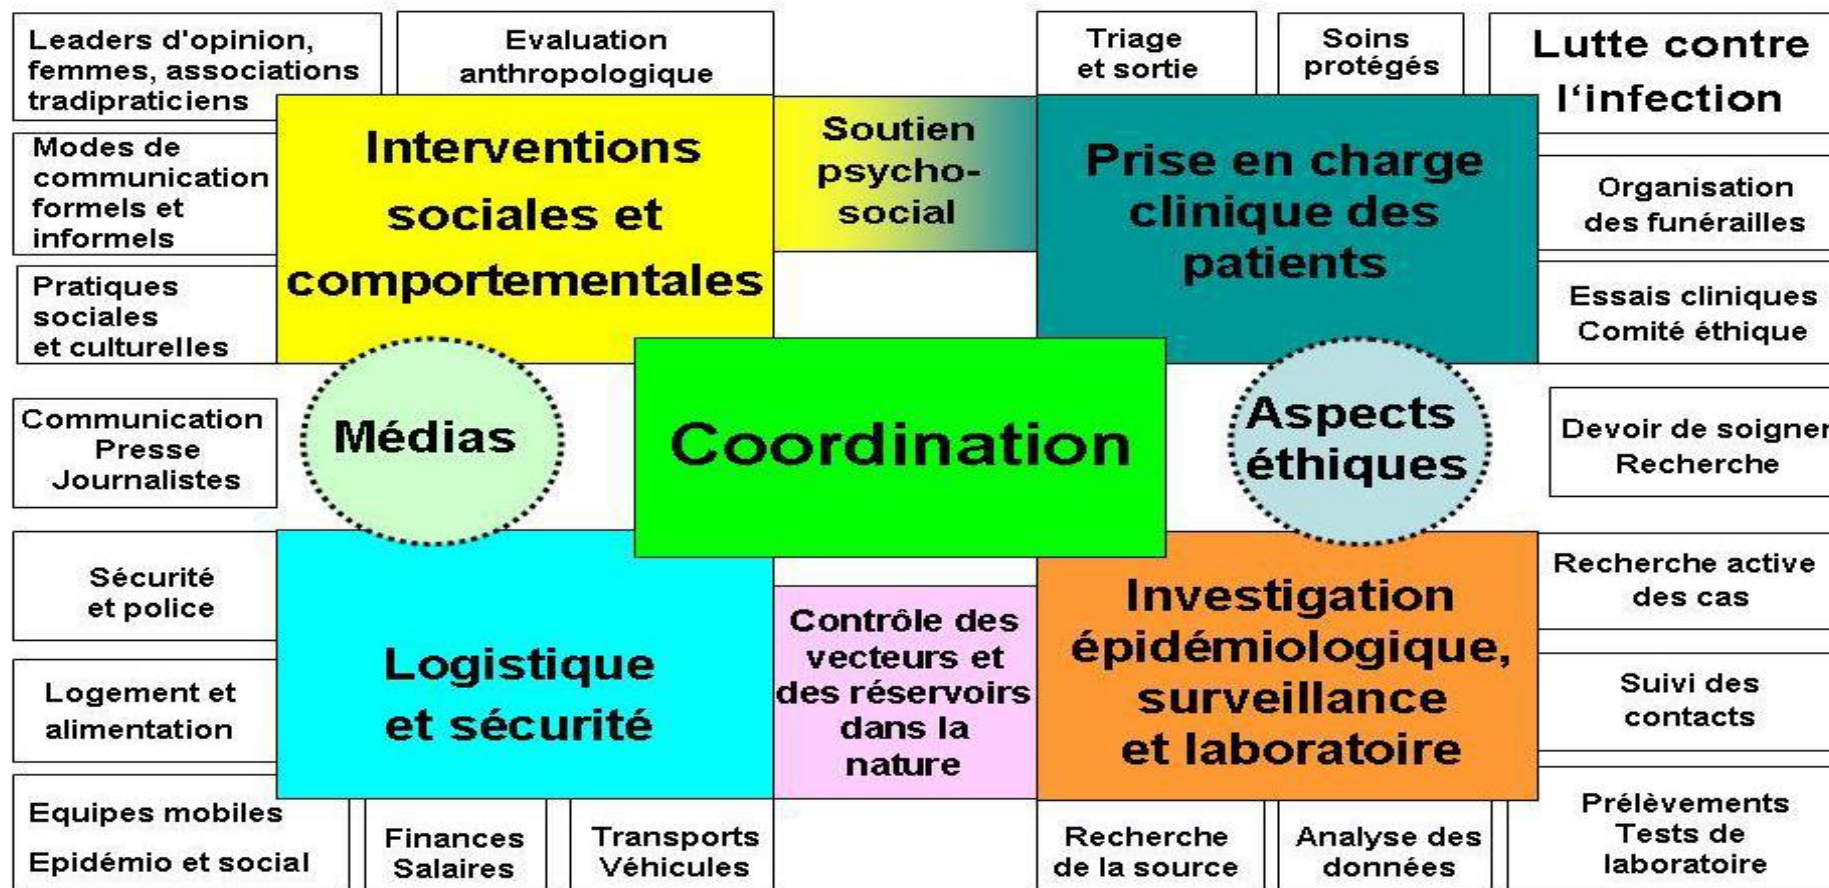 Leaders d'opinion,
femmes, associations
tradipraticiens
Evaluation
anthropologique
Triage
et sortie
Soins
protégés
Lutte contre
l'infection
Modes de
communication
formels et
informels
Interventions
sociales et
comportementales
Soutien
psycho-
social
Prise en charge
clinique des
patients
Organisation
des funérailles
Pratiques
sociales
et culturelles
Essais cliniques
Comité éthique
Communication
Presse
Journalistes
Médias
Coordination
Aspects
éthiques
Devoir de soigner
Recherche
Sécurité
et police
Logistique
et sécurité
Contrôle des
vecteurs et
des réservoirs
dans la
nature
Investigation
épidémiologique,
surveillance
et laboratoire
Recherche active
des cas
Logement et
alimentation
Suivi des
contacts
Equipes mobiles
Epidémio et social
Finances
Salaires
Transports
Véhicules
Recherche
de la source
Analyse des
données
Prélèvements
Tests de
laboratoire